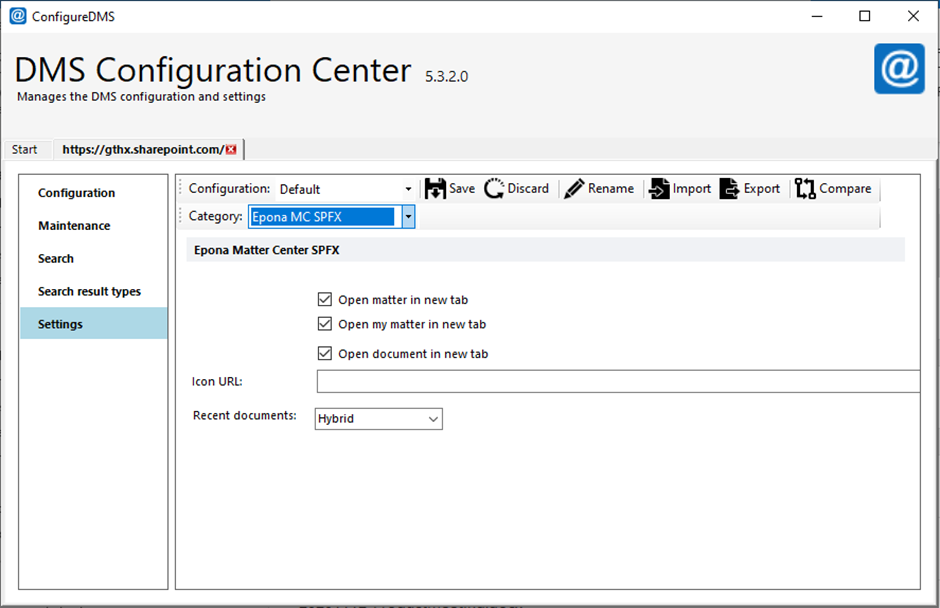 ConfigureDMS
DMS Configuration Center 5.3.2.0
Manages the DMS configuration and settings
Start https://gthx.sharepoint.com/
Configuration
Maintenance
Search
Search result types
Settings
Configuration: Default Save Discard Rename Import Export Compare
Category: Epona MC SPFX
Epona Matter Center SPFX
Open matter in new tab
Open my matter in new tab
Open document in new tab
Icon URL:
Recent documents: Hybrid